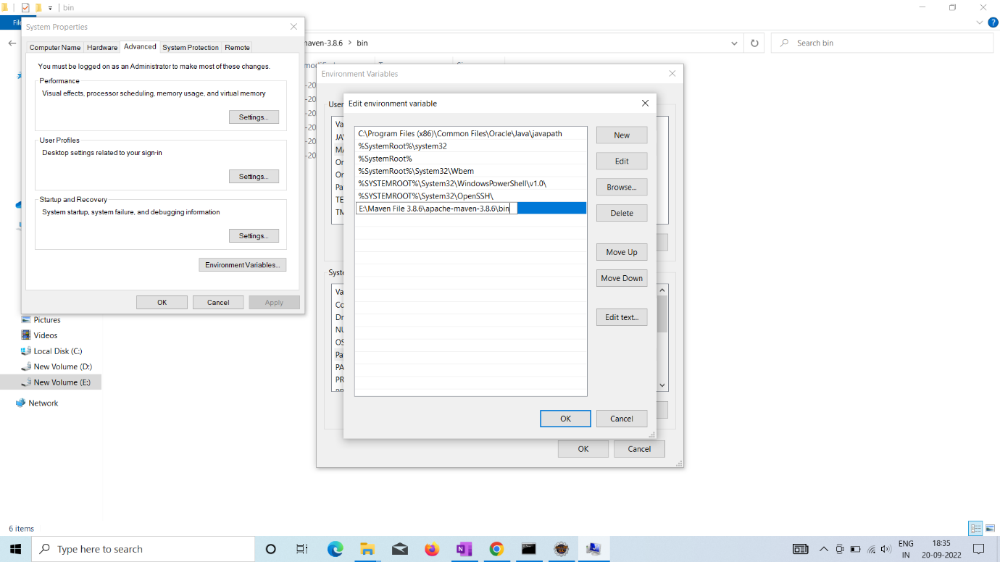 bin
File
System Properties
Computer Name Hardware Advanced System Protection Remote
You must be logged on as an Administrator to make most of these changes.
Performance
Visual effects, processor scheduling, memory usage, and virtual memory
Settings...
User Profiles
Desktop settings related to your sign-in
Settings...
Startup and Recovery
System startup, system failure, and debugging information
Settings...
Environment Variables...
OK Cancel Apply
maven-3.8.6 > bin
Search bin
Environment Variables
User
Va
JA
MA
On
On
Pa
TE
TM
Syste
Va
Co
Dr
NU
OS
Pa
PA
PR
OK Cancel
Edit environment variable
C:\Program Files (x86)\Common Files\Oracle\Java\javapath
%SystemRoot%\system32
%SystemRoot%
%SystemRoot%\System32\Wbem
%SYSTEMROOT%\System32\WindowsPowerShell\v1.0\
%SYSTEMROOT%\System32\OpenSSH\
E:\Maven File 3.8.6\apache-maven-3.8.6\bin
New
Edit
Browse...
Delete
Move Up
Move Down
Edit text...
OK Cancel
Pictures
Videos
Local Disk (C:)
New Volume (D:)
New Volume (E:)
Network
6 items
Type here to search
ENG
IN
18:35
20-09-2022